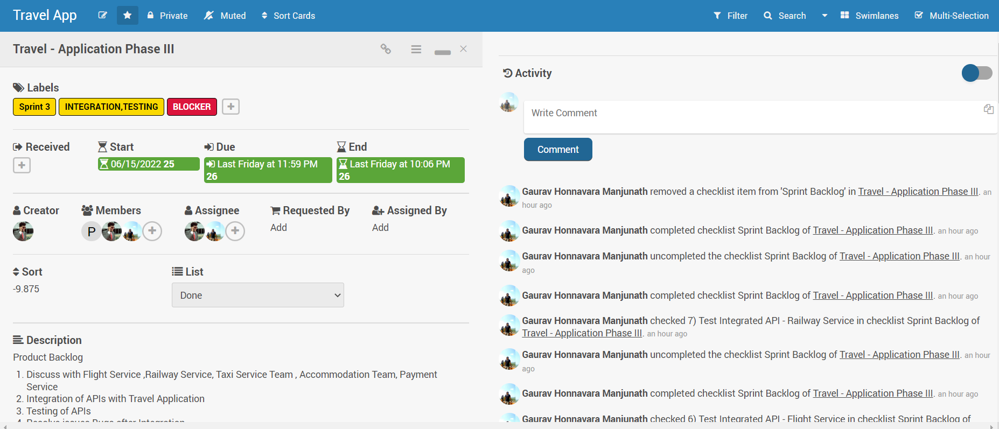 Travel App Private Muted Sort Cards Filter Search Swimlanes Multi-Selection
Travel - Application Phase III
Labels
Sprint 3 INTEGRATION,TESTING BLOCKER
Received Start Due End
06/15/2022 25 Last Friday at 11:59 PM Last Friday at 10:06 PM
26 26
Creator Members Assignee Requested By Assigned By
P Add Add
Sort List
-9.875 Done
Description
Product Backlog
1. Discuss with Flight Service ,Railway Service, Taxi Service Team , Accommodation Team, Payment
Service
2. Integration of APIs with Travel Application
3. Testing of APIs
4. Resolve issues Bugs after Integration
Activity
Write Comment
Comment
Gaurav Honnavara Manjunath removed a checklist item from 'Sprint Backlog' in Travel - Application Phase III. an
hour ago
Gaurav Honnavara Manjunath completed checklist Sprint Backlog of Travel - Application Phase III. an hour ago
Gaurav Honnavara Manjunath uncompleted the checklist Sprint Backlog of Travel - Application Phase III. an hour
ago
Gaurav Honnavara Manjunath completed checklist Sprint Backlog of Travel - Application Phase III. an hour ago
Gaurav Honnavara Manjunath checked 7) Test Integrated API - Railway Service in checklist Sprint Backlog of
Travel - Application Phase III. an hour ago
Gaurav Honnavara Manjunath uncompleted the checklist Sprint Backlog of Travel - Application Phase III. an hour
ago
Gaurav Honnavara Manjunath completed checklist Sprint Backlog of Travel - Application Phase III. an hour ago
Gaurav Honnavara Manjunath checked 6) Test Integrated API - Flight Service in checklist Sprint Backlog of